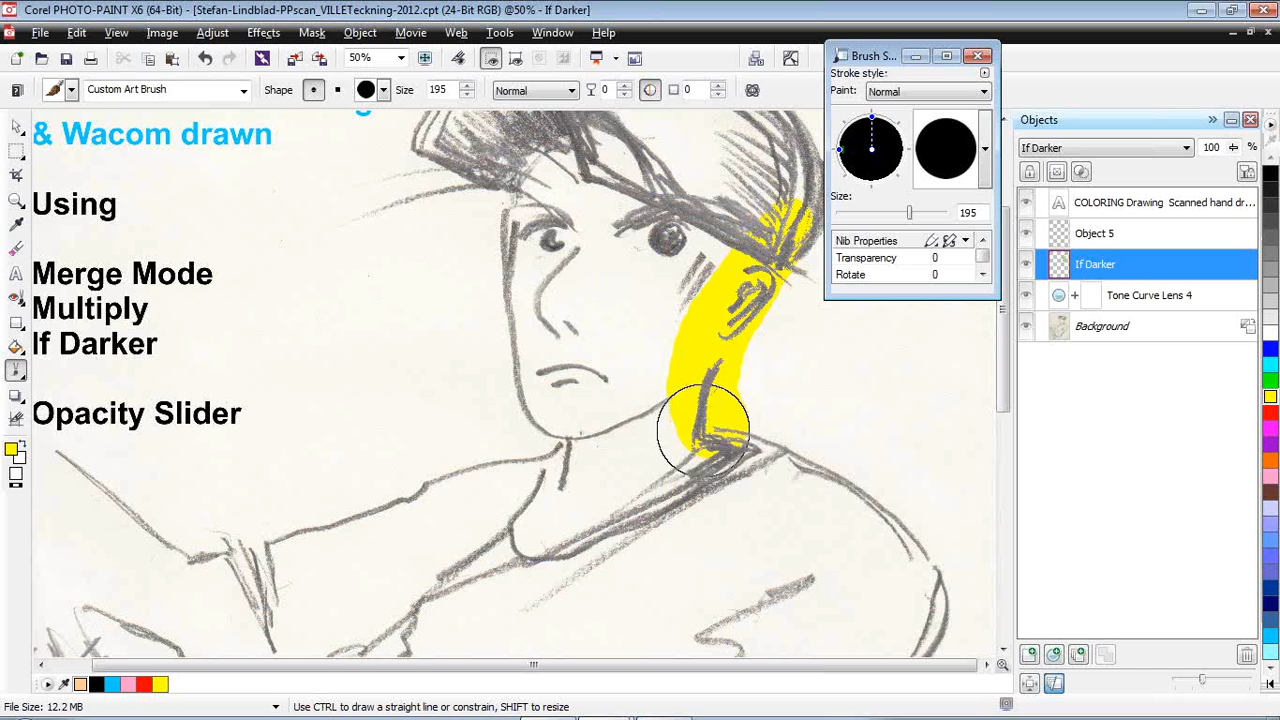 Corel PHOTO-PAINT X6 (64-Bit) - [Stefan-Lindblad-PPscan_VILLETeckning-2012.cpt (24-Bit RGB) @50% - If Darker]
File Edit View Image Adjust Effects Mask Object Movie Web Tools Window Help
50%
Custom Art Brush Shape Size 195 Normal 0 0
Brush S...
Stroke style:
Paint: Normal
Size:
195
Nib Properties
Transparency 0
Rotate 0
Objects
If Darker 100 %
COLORING Drawing Scanned hand dr...
Object 5
If Darker
Tone Curve Lens 4
Background
& Wacom drawn
Using
Merge Mode
Multiply
If Darker
Opacity Slider
File Size: 12.2 MB Use CTRL to draw a straight line or constrain, SHIFT to resize